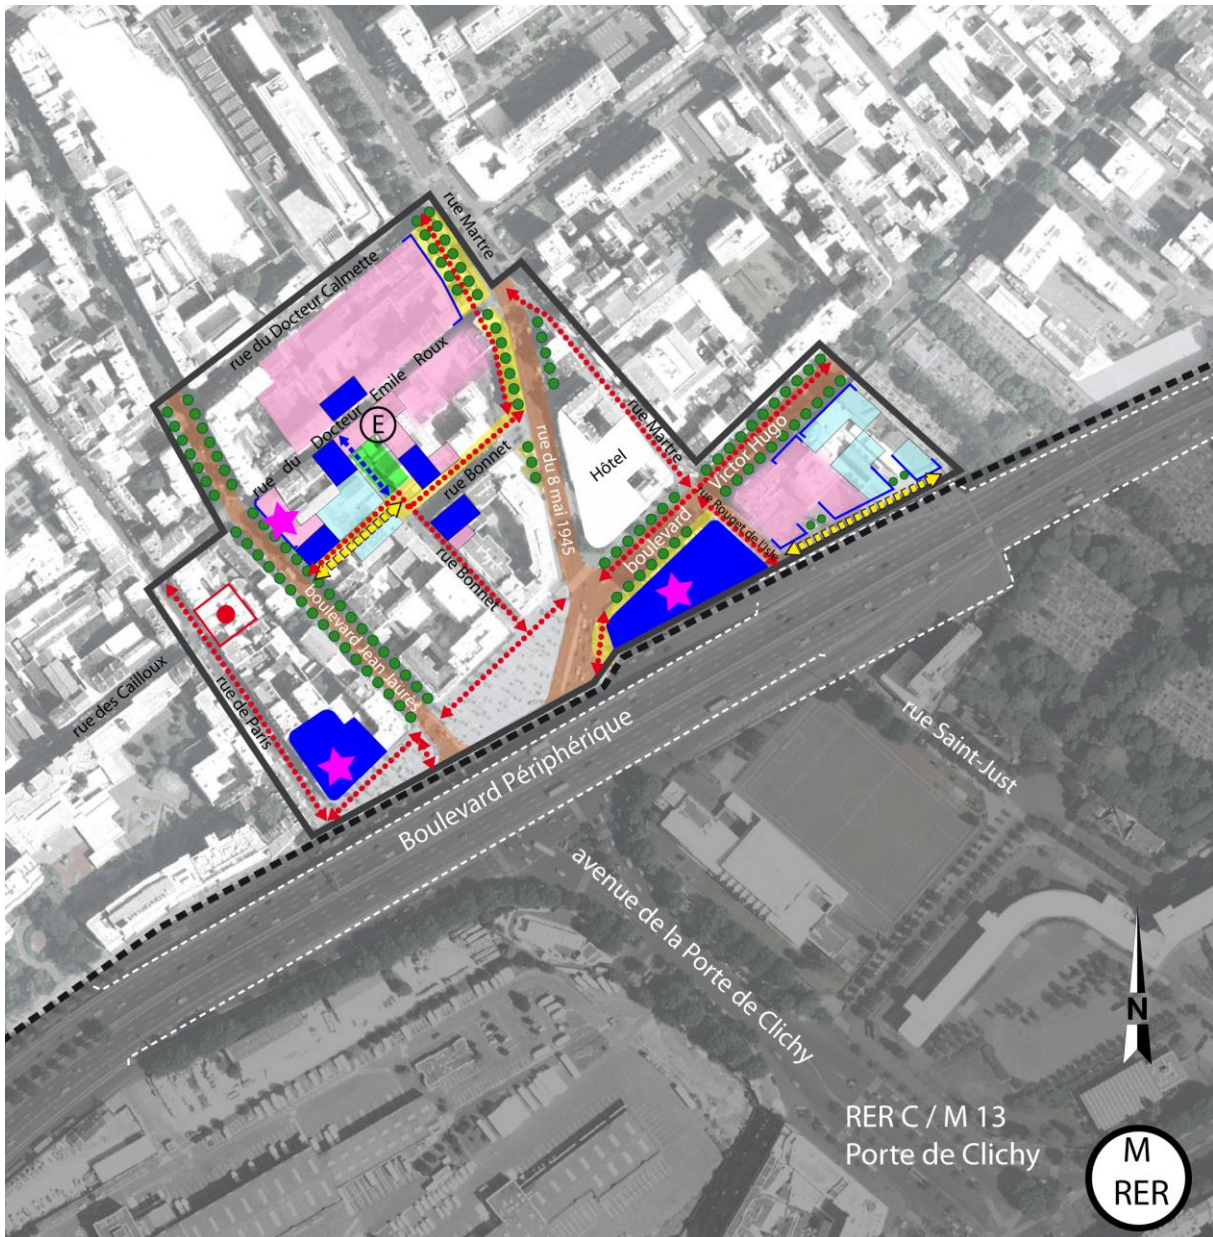 rue Martre
rue du Docteur Calmette
rue du Docteur Emile Roux
E
rue Bonnet
rue du 8 mai 1945
Hôtel
rue Martre
boulevard Victor Hugo
rue Rouget de l'Isle
rue Bonnet
boulevard Jean Jaurès
rue des Cailloux
rue de Paris
Boulevard Périphérique
rue Saint-Just
avenue de la Porte de Clichy
N
RER C / M 13
Porte de Clichy
M
RER